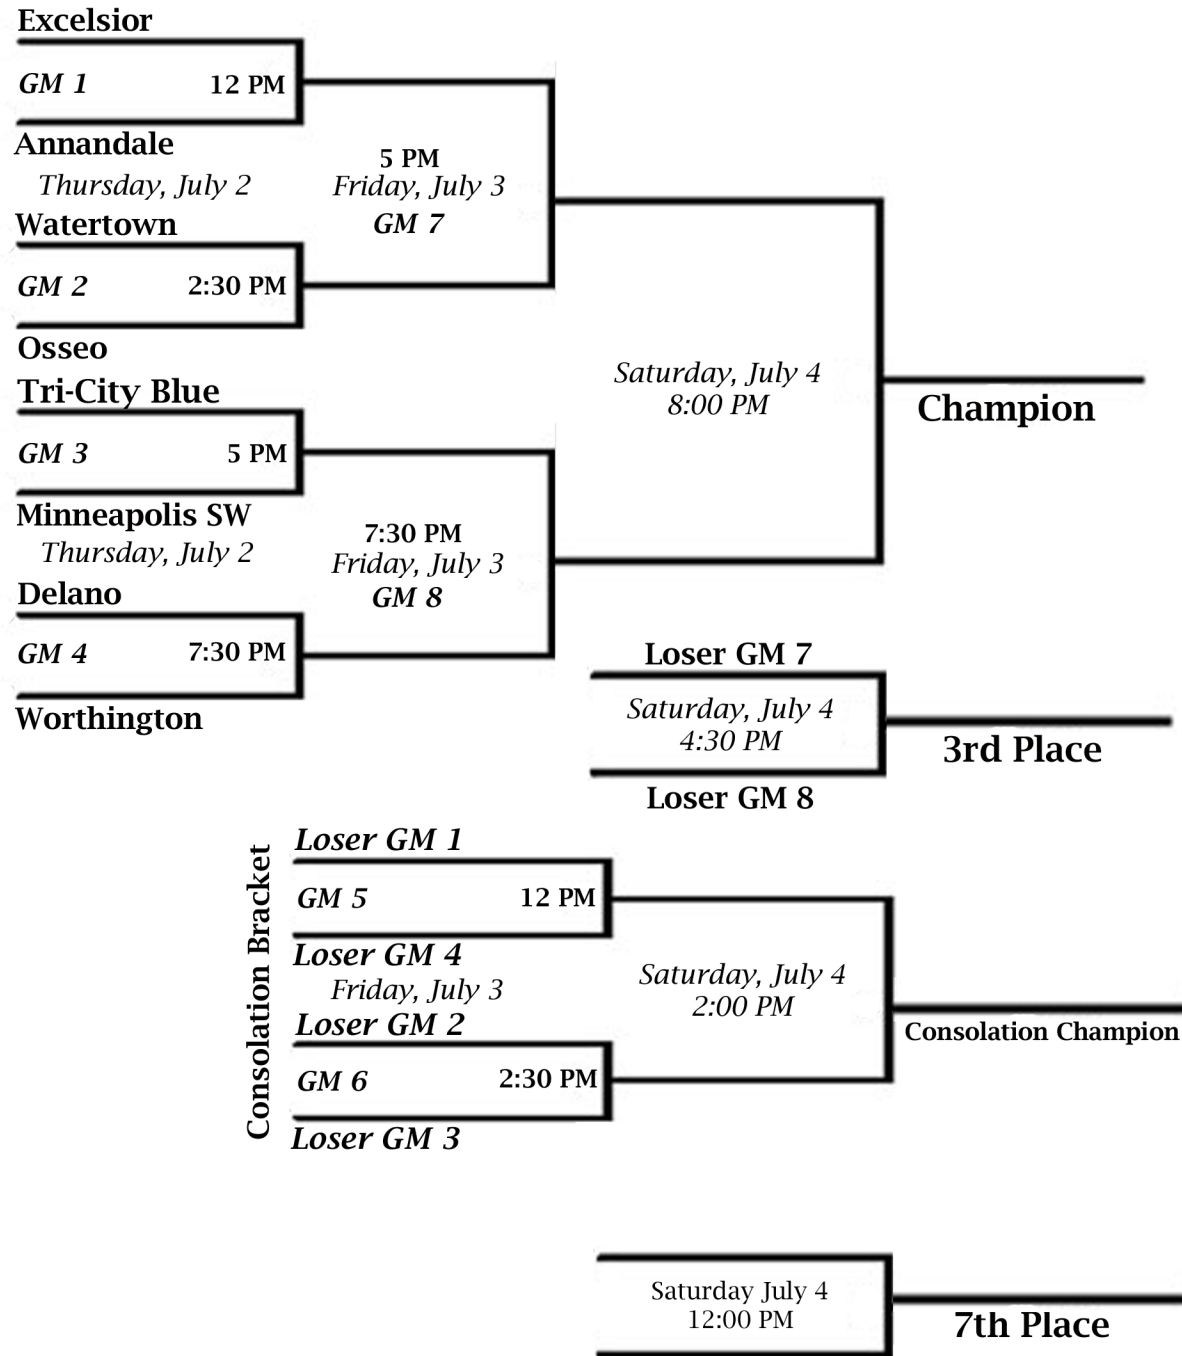 Excelsior
GM 1 12 PM
Annandale
Thursday, July 2
Watertown
GM 2 2:30 PM
Osseo
5 PM
Friday, July 3
GM 7
Tri-City Blue
GM 3 5 PM
Minneapolis SW
Thursday, July 2
Delano
GM 4 7:30 PM
Worthington
7:30 PM
Friday, July 3
GM 8
Saturday, July 4
8:00 PM
Champion
Loser GM 7
Saturday, July 4
4:30 PM
Loser GM 8
3rd Place
Consolation Bracket
Loser GM 1
GM 5 12 PM
Loser GM 4
Friday, July 3
Loser GM 2
GM 6 2:30 PM
Loser GM 3
Saturday, July 4
2:00 PM
Consolation Champion
Saturday July 4
12:00 PM
7th Place